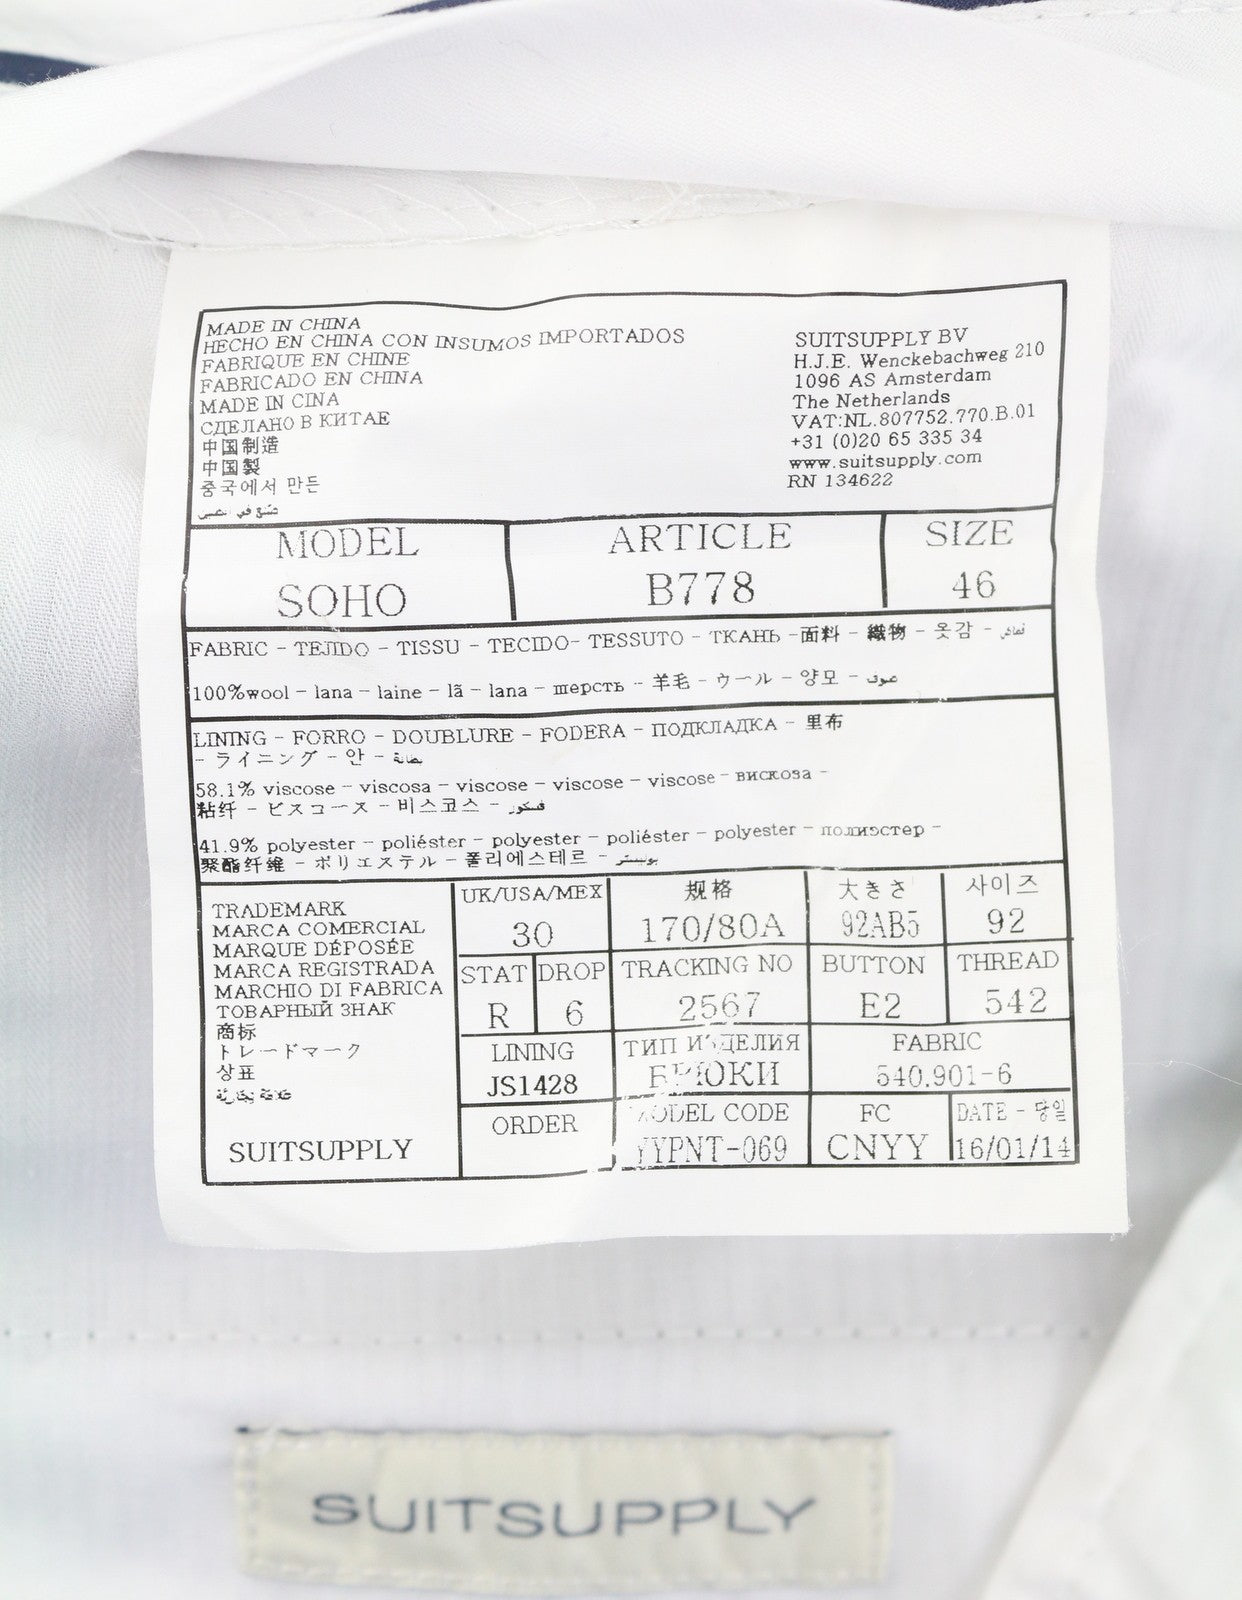 MADE IN CHINA
HECHO EN CHINA CON INSUMOS IMPORTADOS
FABRIQUE EN CHINE
FABRICADO EN CHINA
MADE IN CINA
СДЕЛАНО В КИТАЕ
中国制造
中国製
중국에서 만든
SUITSUPPLY BV
H.J.E. Wenckebachweg 210
1096 AS Amsterdam
The Netherlands
VAT:NL.807752.770.B.01
+31 (0)20 65 335 34
www.suitsupply.com
RN 134622
MODEL
SOHO
ARTICLE
B778
SIZE
46
FABRIC - TEJIDO - TISSU - TECIDO- TESSUTO - ТКАНЬ -面料 - 織物 - 옷감 - قماش
100%wool - lana - laine - lã - lana - шерсть - 羊毛 - ウール - 양모 - صوف
LINING - FORRO - DOUBLURE - FODERA - ПОДКЛАДКА - 里布
- ライニング - 안 - بطانة
58.1% viscose - viscosa - viscose - viscose - viscose - вискоза -
粘纤 - ビスコース - 비스코스 - فسكوز
41.9% polyester - poliéster - polyester - poliéster - polyester - полиэстер -
聚酯纤维 - ポリエステル - 폴리에스테르 -
TRADEMARK
MARCA COMERCIAL
MARQUE DÉPOSÉE
MARCA REGISTRADA
MARCHIO DI FABRICA
ТОВАРНЫЙ ЗНАК
商标
トレードマーク
상표
علامة تجارية
SUITSUPPLY
UK/USA/MEX
30
规格
170/80A
大きさ
92AB5
사이즈
92
STAT
R
DROP
6
TRACKING NO
2567
BUTTON
E2
THREAD
542
LINING
JS1428
ТИП ИЗДЕЛИЯ
БРЮКИ
FABRIC
540.901-6
ORDER
MODEL CODE
YYPNT-069
FC
CNYY
DATE - 당일
16/01/14
SUITSUPPLY